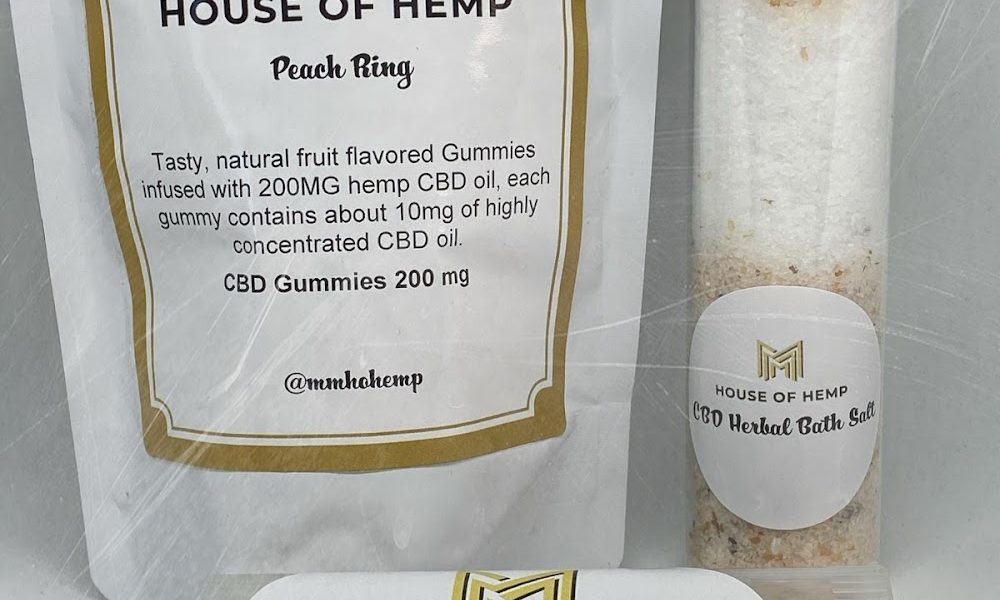 HOUSE OF HEMP
Peach Ring
Tasty, natural fruit flavored Gummies
infused with 200MG hemp CBD oil, each
gummy contains about 10mg of highly
concentrated CBD oil.
CBD Gummies 200 mg
@mmhohemp
HOUSE OF HEMP
CBD Herbal Bath Salt